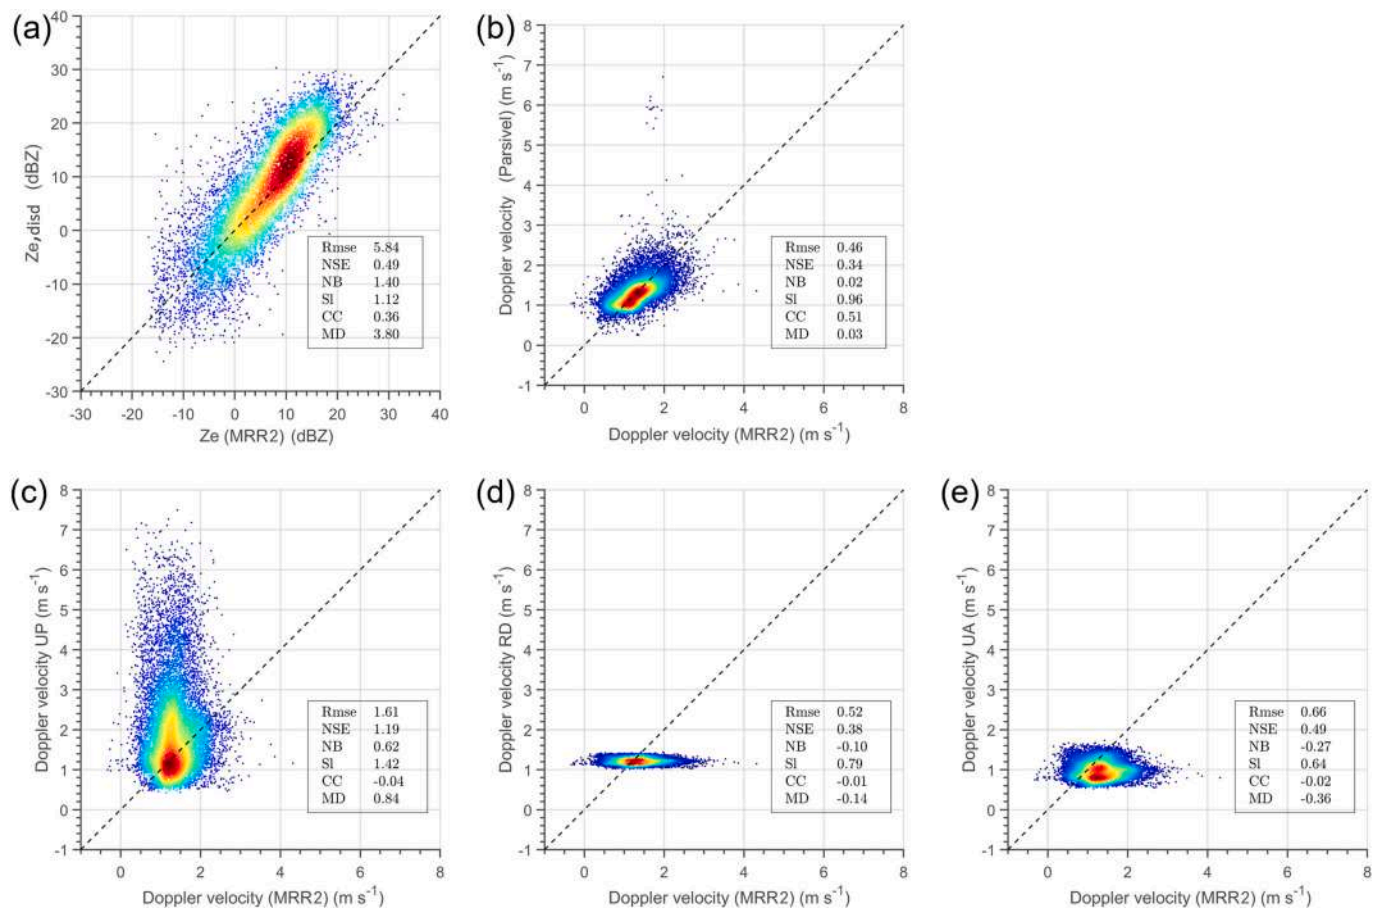 (a)
40
30
20
10
0
-10
-20
-30
Ze,disd (dBZ)
-30 -20 -10 0 10 20 30 40
Ze (MRR2) (dBZ)
Rmse 5.84
NSE 0.49
NB 1.40
Sl 1.12
CC 0.36
MD 3.80
(b)
8
7
6
5
4
3
2
1
0
-1
Doppler velocity (Parsivel) (m s⁻¹)
0 2 4 6 8
Doppler velocity (MRR2) (m s⁻¹)
Rmse 0.46
NSE 0.34
NB 0.02
Sl 0.96
CC 0.51
MD 0.03
(c)
8
7
6
5
4
3
2
1
0
-1
Doppler velocity UP (m s⁻¹)
0 2 4 6 8
Doppler velocity (MRR2) (m s⁻¹)
Rmse 1.61
NSE 1.19
NB 0.62
Sl 1.42
CC -0.04
MD 0.84
(d)
8
7
6
5
4
3
2
1
0
-1
Doppler velocity RD (m s⁻¹)
0 2 4 6 8
Doppler velocity (MRR2) (m s⁻¹)
Rmse 0.52
NSE 0.38
NB -0.10
Sl 0.79
CC -0.01
MD -0.14
(e)
8
7
6
5
4
3
2
1
0
-1
Doppler velocity UA (m s⁻¹)
0 2 4 6 8
Doppler velocity (MRR2) (m s⁻¹)
Rmse 0.66
NSE 0.49
NB -0.27
Sl 0.64
CC -0.02
MD -0.36